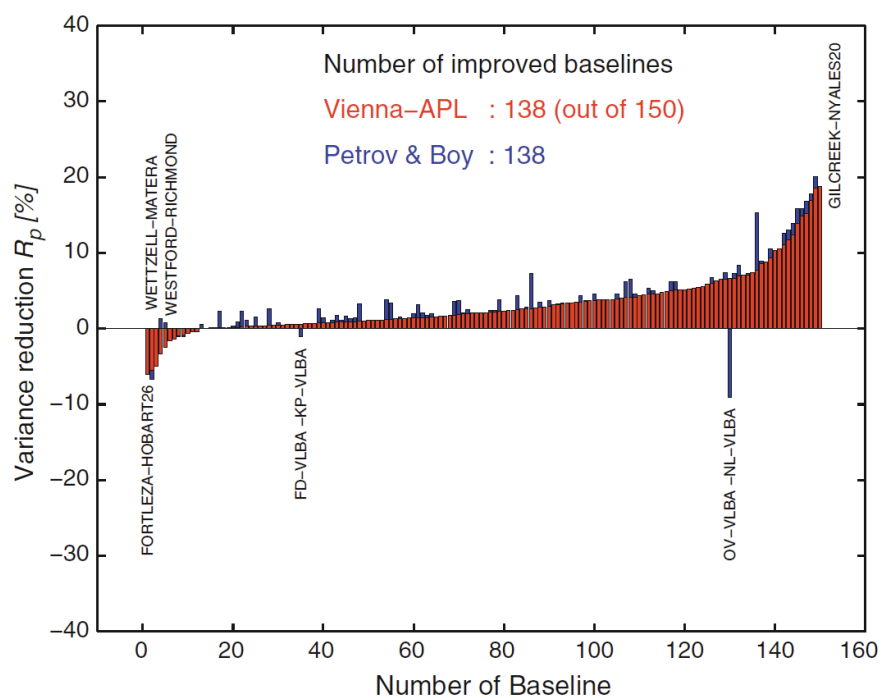 Number of improved baselines
Vienna–APL : 138 (out of 150)
Petrov & Boy : 138
WETTZELL–MATERA
WESTFORD–RICHMOND
GILCREEK–NYALES20
FORTLEZA–HOBART26
FD–VLBA –KP–VLBA
OV–VLBA –NL–VLBA
Variance reduction Rp [%]
40
30
20
10
0
−10
−20
−30
−40
0 20 40 60 80 100 120 140 160
Number of Baseline